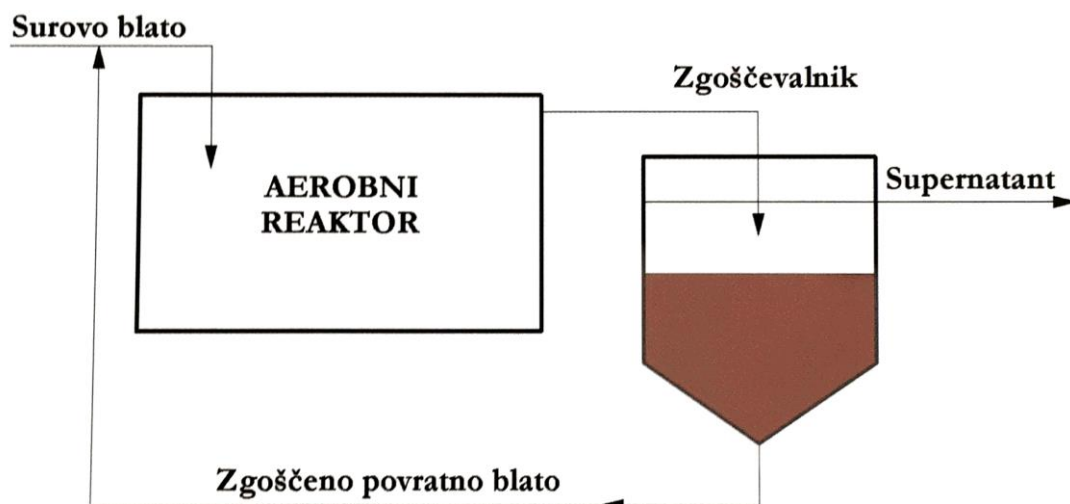 Surovo blato
Zgoščevalnik
AEROBNI
REAKTOR
Supernatant
Zgoščeno povratno blato